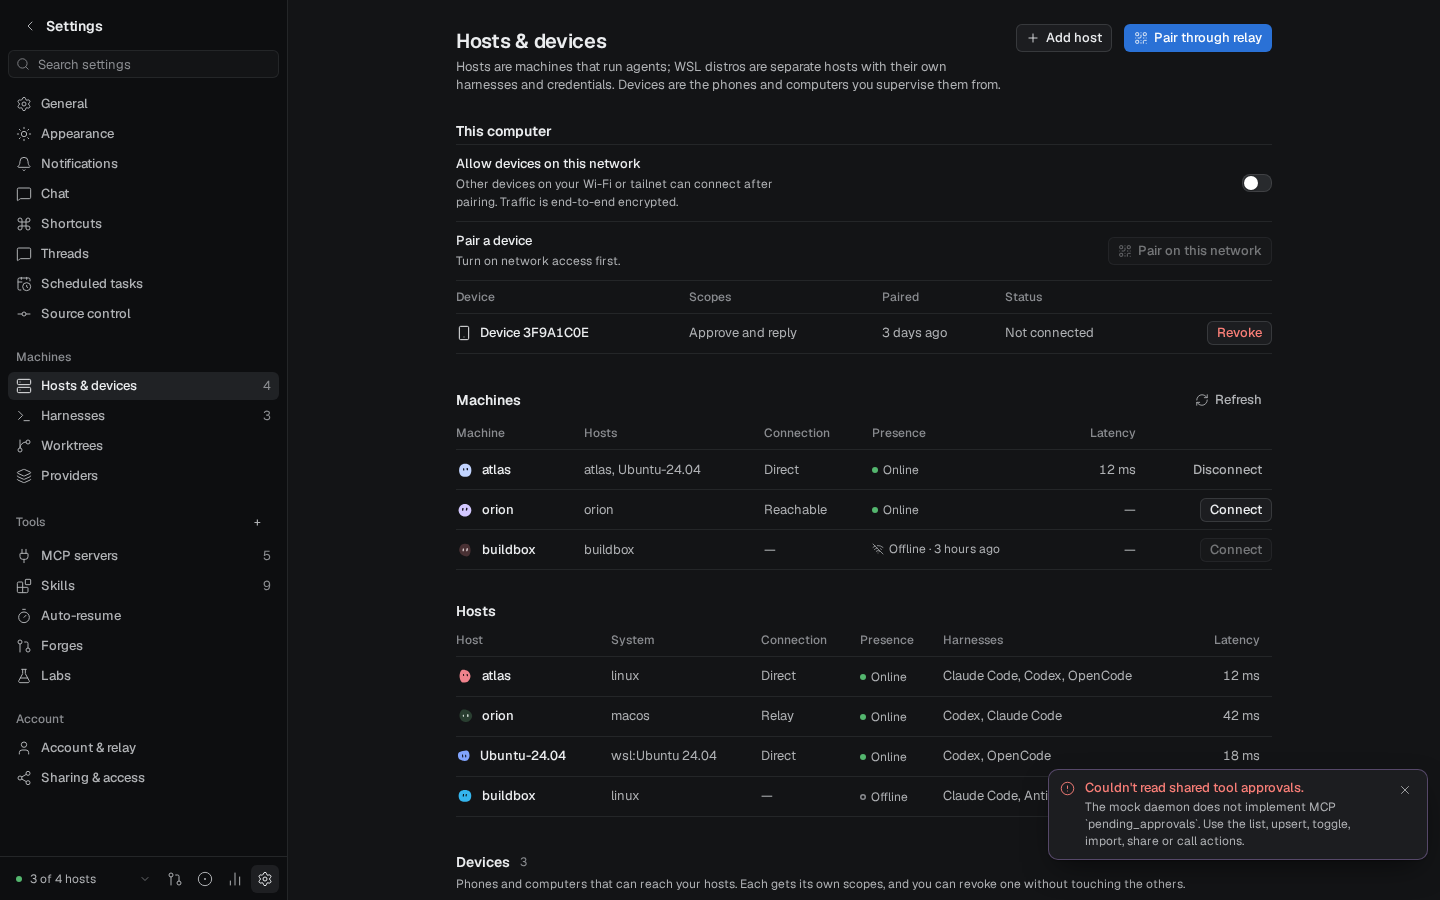 Settings
Search settings
General
Appearance
Notifications
Chat
Shortcuts
Threads
Scheduled tasks
Source control
Machines
Hosts & devices 4
Harnesses 3
Worktrees
Providers
Tools +
MCP servers 5
Skills 9
Auto-resume
Forges
Labs
Account
Account & relay
Sharing & access
3 of 4 hosts
Hosts & devices
Add host
Pair through relay
Hosts are machines that run agents; WSL distros are separate hosts with their own
harnesses and credentials. Devices are the phones and computers you supervise them from.
This computer
Allow devices on this network
Other devices on your Wi-Fi or tailnet can connect after
pairing. Traffic is end-to-end encrypted.
Pair a device
Turn on network access first.
Pair on this network
Device Scopes Paired Status
Device 3F9A1C0E Approve and reply 3 days ago Not connected Revoke
Machines Refresh
Machine Hosts Connection Presence Latency
atlas atlas, Ubuntu-24.04 Direct Online 12 ms Disconnect
orion orion Reachable Online — Connect
buildbox buildbox — Offline · 3 hours ago — Connect
Hosts
Host System Connection Presence Harnesses Latency
atlas linux Direct Online Claude Code, Codex, OpenCode 12 ms
orion macos Relay Online Codex, Claude Code 42 ms
Ubuntu-24.04 wsl:Ubuntu 24.04 Direct Online Codex, OpenCode 18 ms
buildbox linux — Offline Claude Code, Anti
Devices 3
Phones and computers that can reach your hosts. Each gets its own scopes, and you can revoke one without touching the others.
Couldn't read shared tool approvals.
The mock daemon does not implement MCP
`pending_approvals`. Use the list, upsert, toggle,
import, share or call actions.